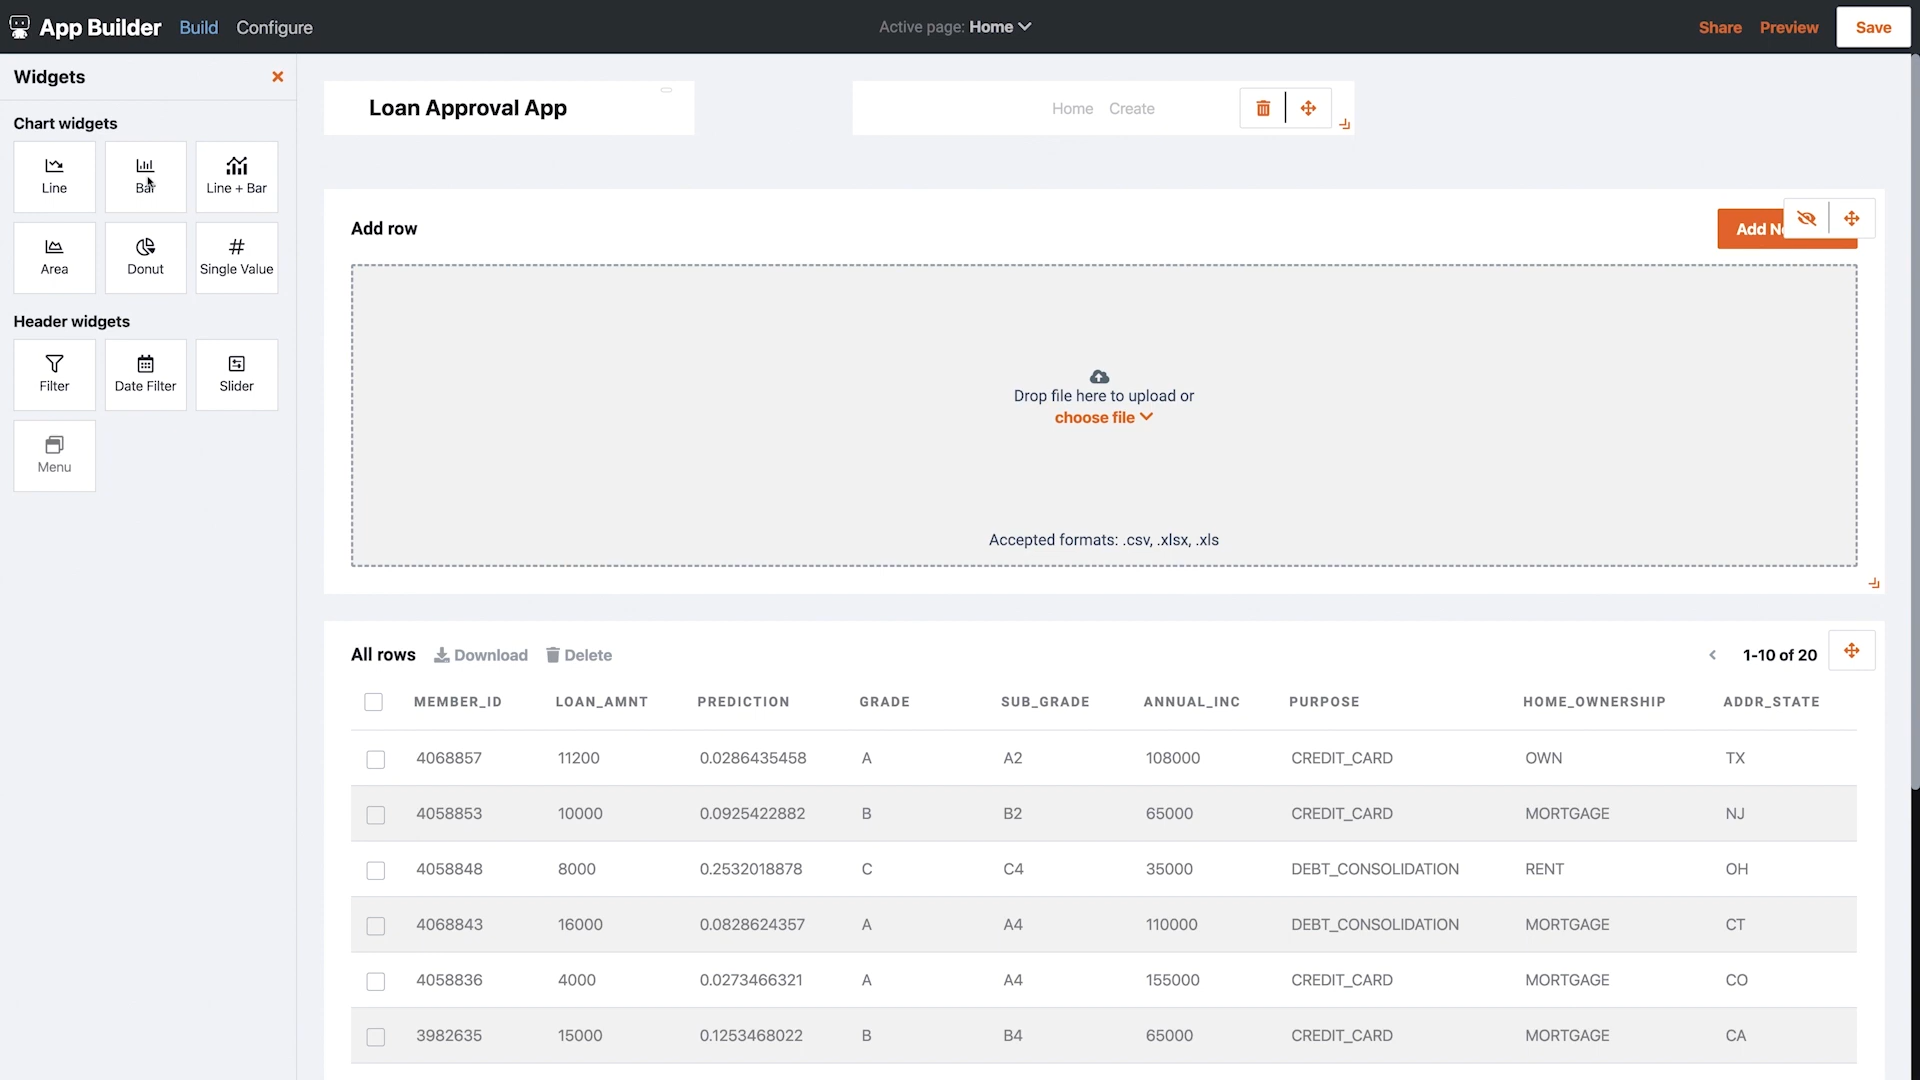 App Builder Build Configure Active page: Home Share Preview Save
Widgets
Chart widgets
Line Bar Line + Bar
Area Donut Single Value
Header widgets
Filter Date Filter Slider
Menu
Loan Approval App Home Create
Add row Add
Drop file here to upload or
choose file
Accepted formats: .csv, .xlsx, .xls
All rows Download Delete 1-10 of 20
MEMBER_ID LOAN_AMNT PREDICTION GRADE SUB_GRADE ANNUAL_INC PURPOSE HOME_OWNERSHIP ADDR_STATE
4068857 11200 0.0286435458 A A2 108000 CREDIT_CARD OWN TX
4058853 10000 0.0925422882 B B2 65000 CREDIT_CARD MORTGAGE NJ
4058848 8000 0.2532018878 C C4 35000 DEBT_CONSOLIDATION RENT OH
4068843 16000 0.0828624357 A A4 110000 DEBT_CONSOLIDATION MORTGAGE CT
4058836 4000 0.0273466321 A A4 155000 CREDIT_CARD MORTGAGE CO
3982635 15000 0.1253468022 B B4 65000 CREDIT_CARD MORTGAGE CA